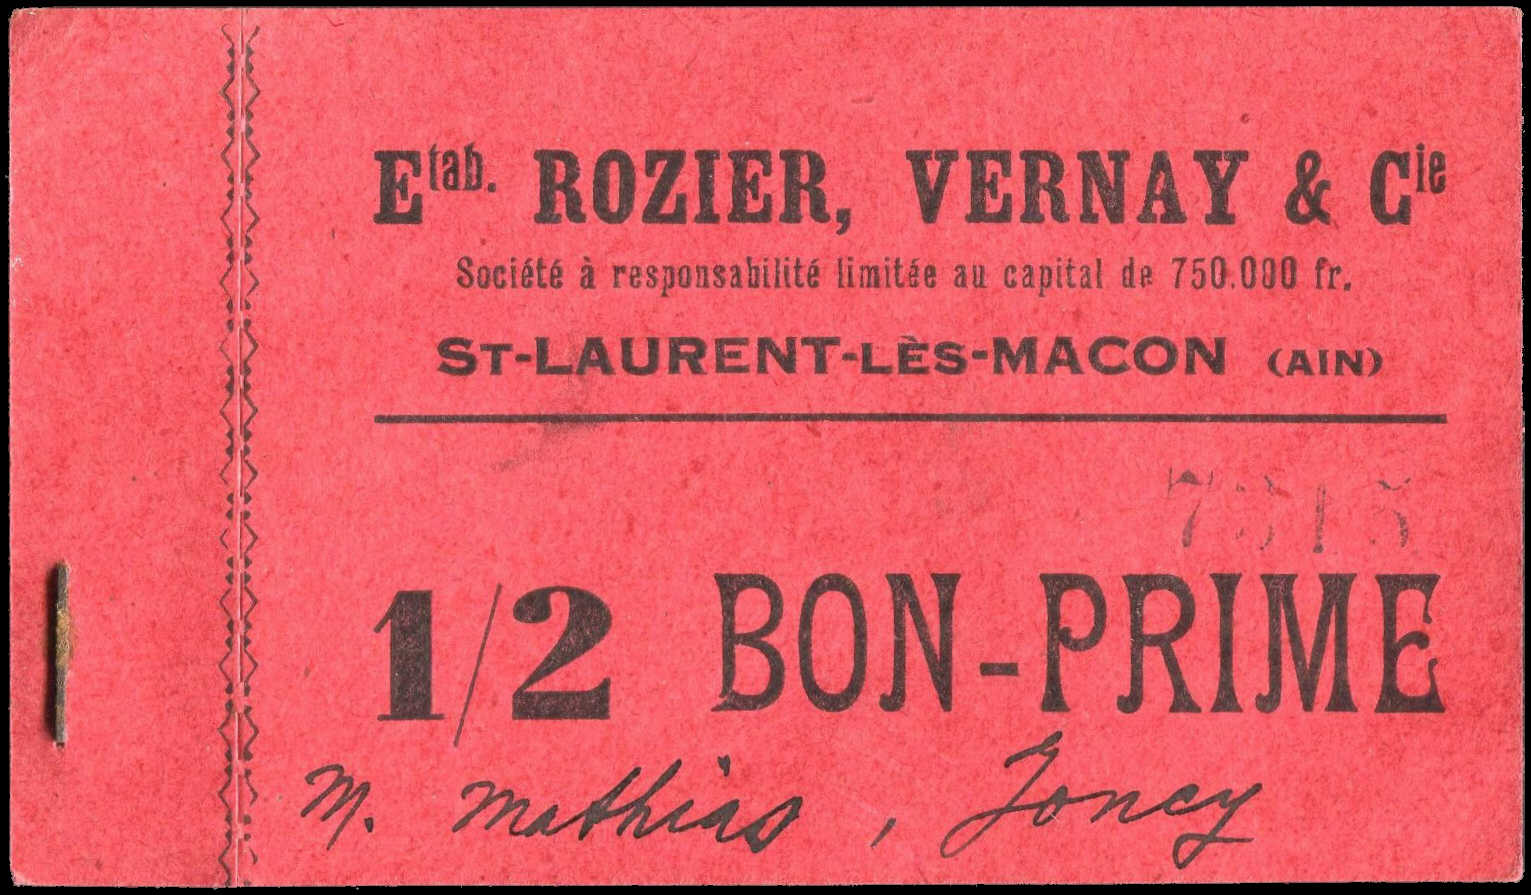 Etab. ROZIER, VERNAY & Cie
Société à responsabilité limitée au capital de 750.000 fr.
ST-LAURENT-LÈS-MACON (AIN)
1/2 BON-PRIME
M. Mathias, Joncy